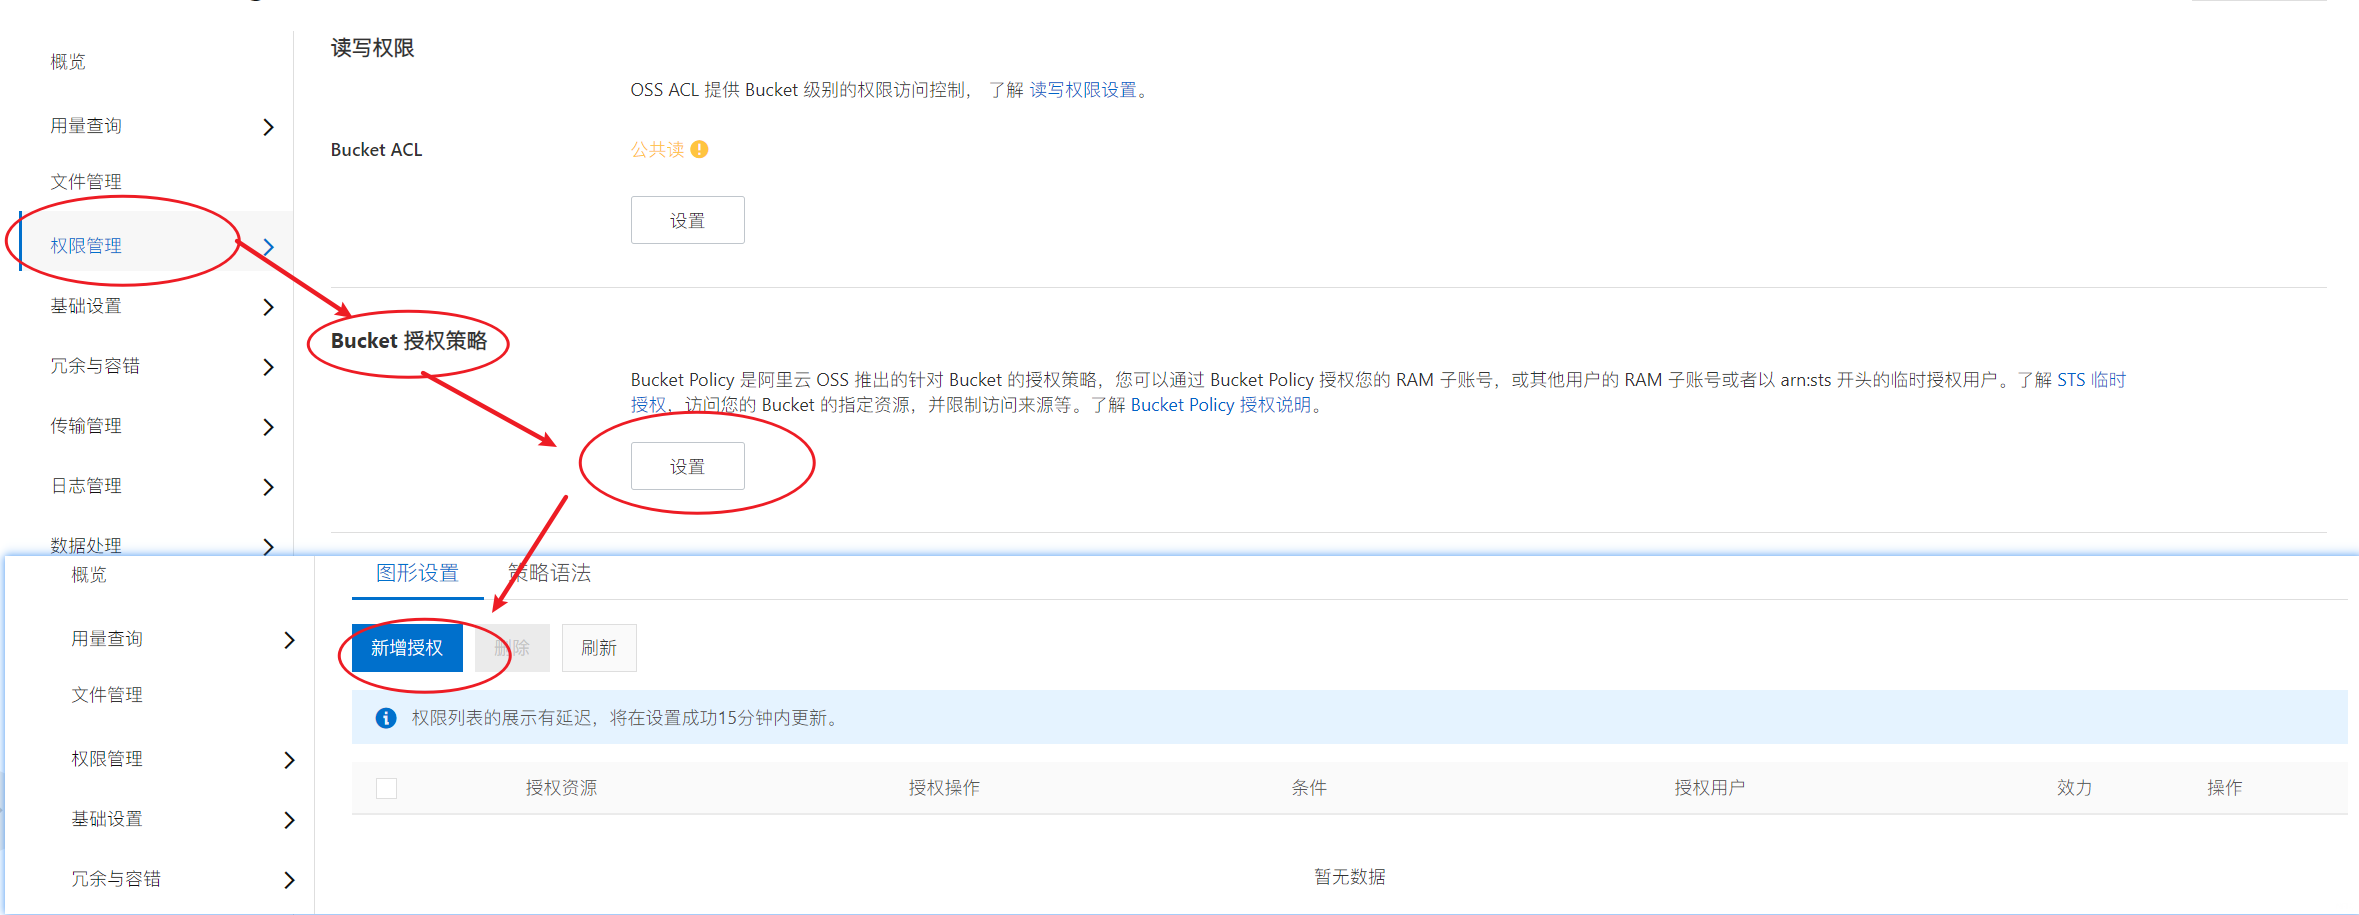 概览
用量查询
文件管理
权限管理
基础设置
冗余与容错
传输管理
日志管理
数据处理
读写权限
OSS ACL 提供 Bucket 级别的权限访问控制， 了解 读写权限设置。
Bucket ACL
公共读
设置
Bucket 授权策略
Bucket Policy 是阿里云 OSS 推出的针对 Bucket 的授权策略，您可以通过 Bucket Policy 授权您的 RAM 子账号，或其他用户的 RAM 子账号或者以 arn:sts 开头的临时授权用户。了解 STS 临时
授权，访问您的 Bucket 的指定资源，并限制访问来源等。了解 Bucket Policy 授权说明。
设置
概览
用量查询
文件管理
权限管理
基础设置
冗余与容错
图形设置
策略语法
新增授权
删除
刷新
权限列表的展示有延迟，将在设置成功15分钟内更新。
授权资源
授权操作
条件
授权用户
效力
操作
暂无数据